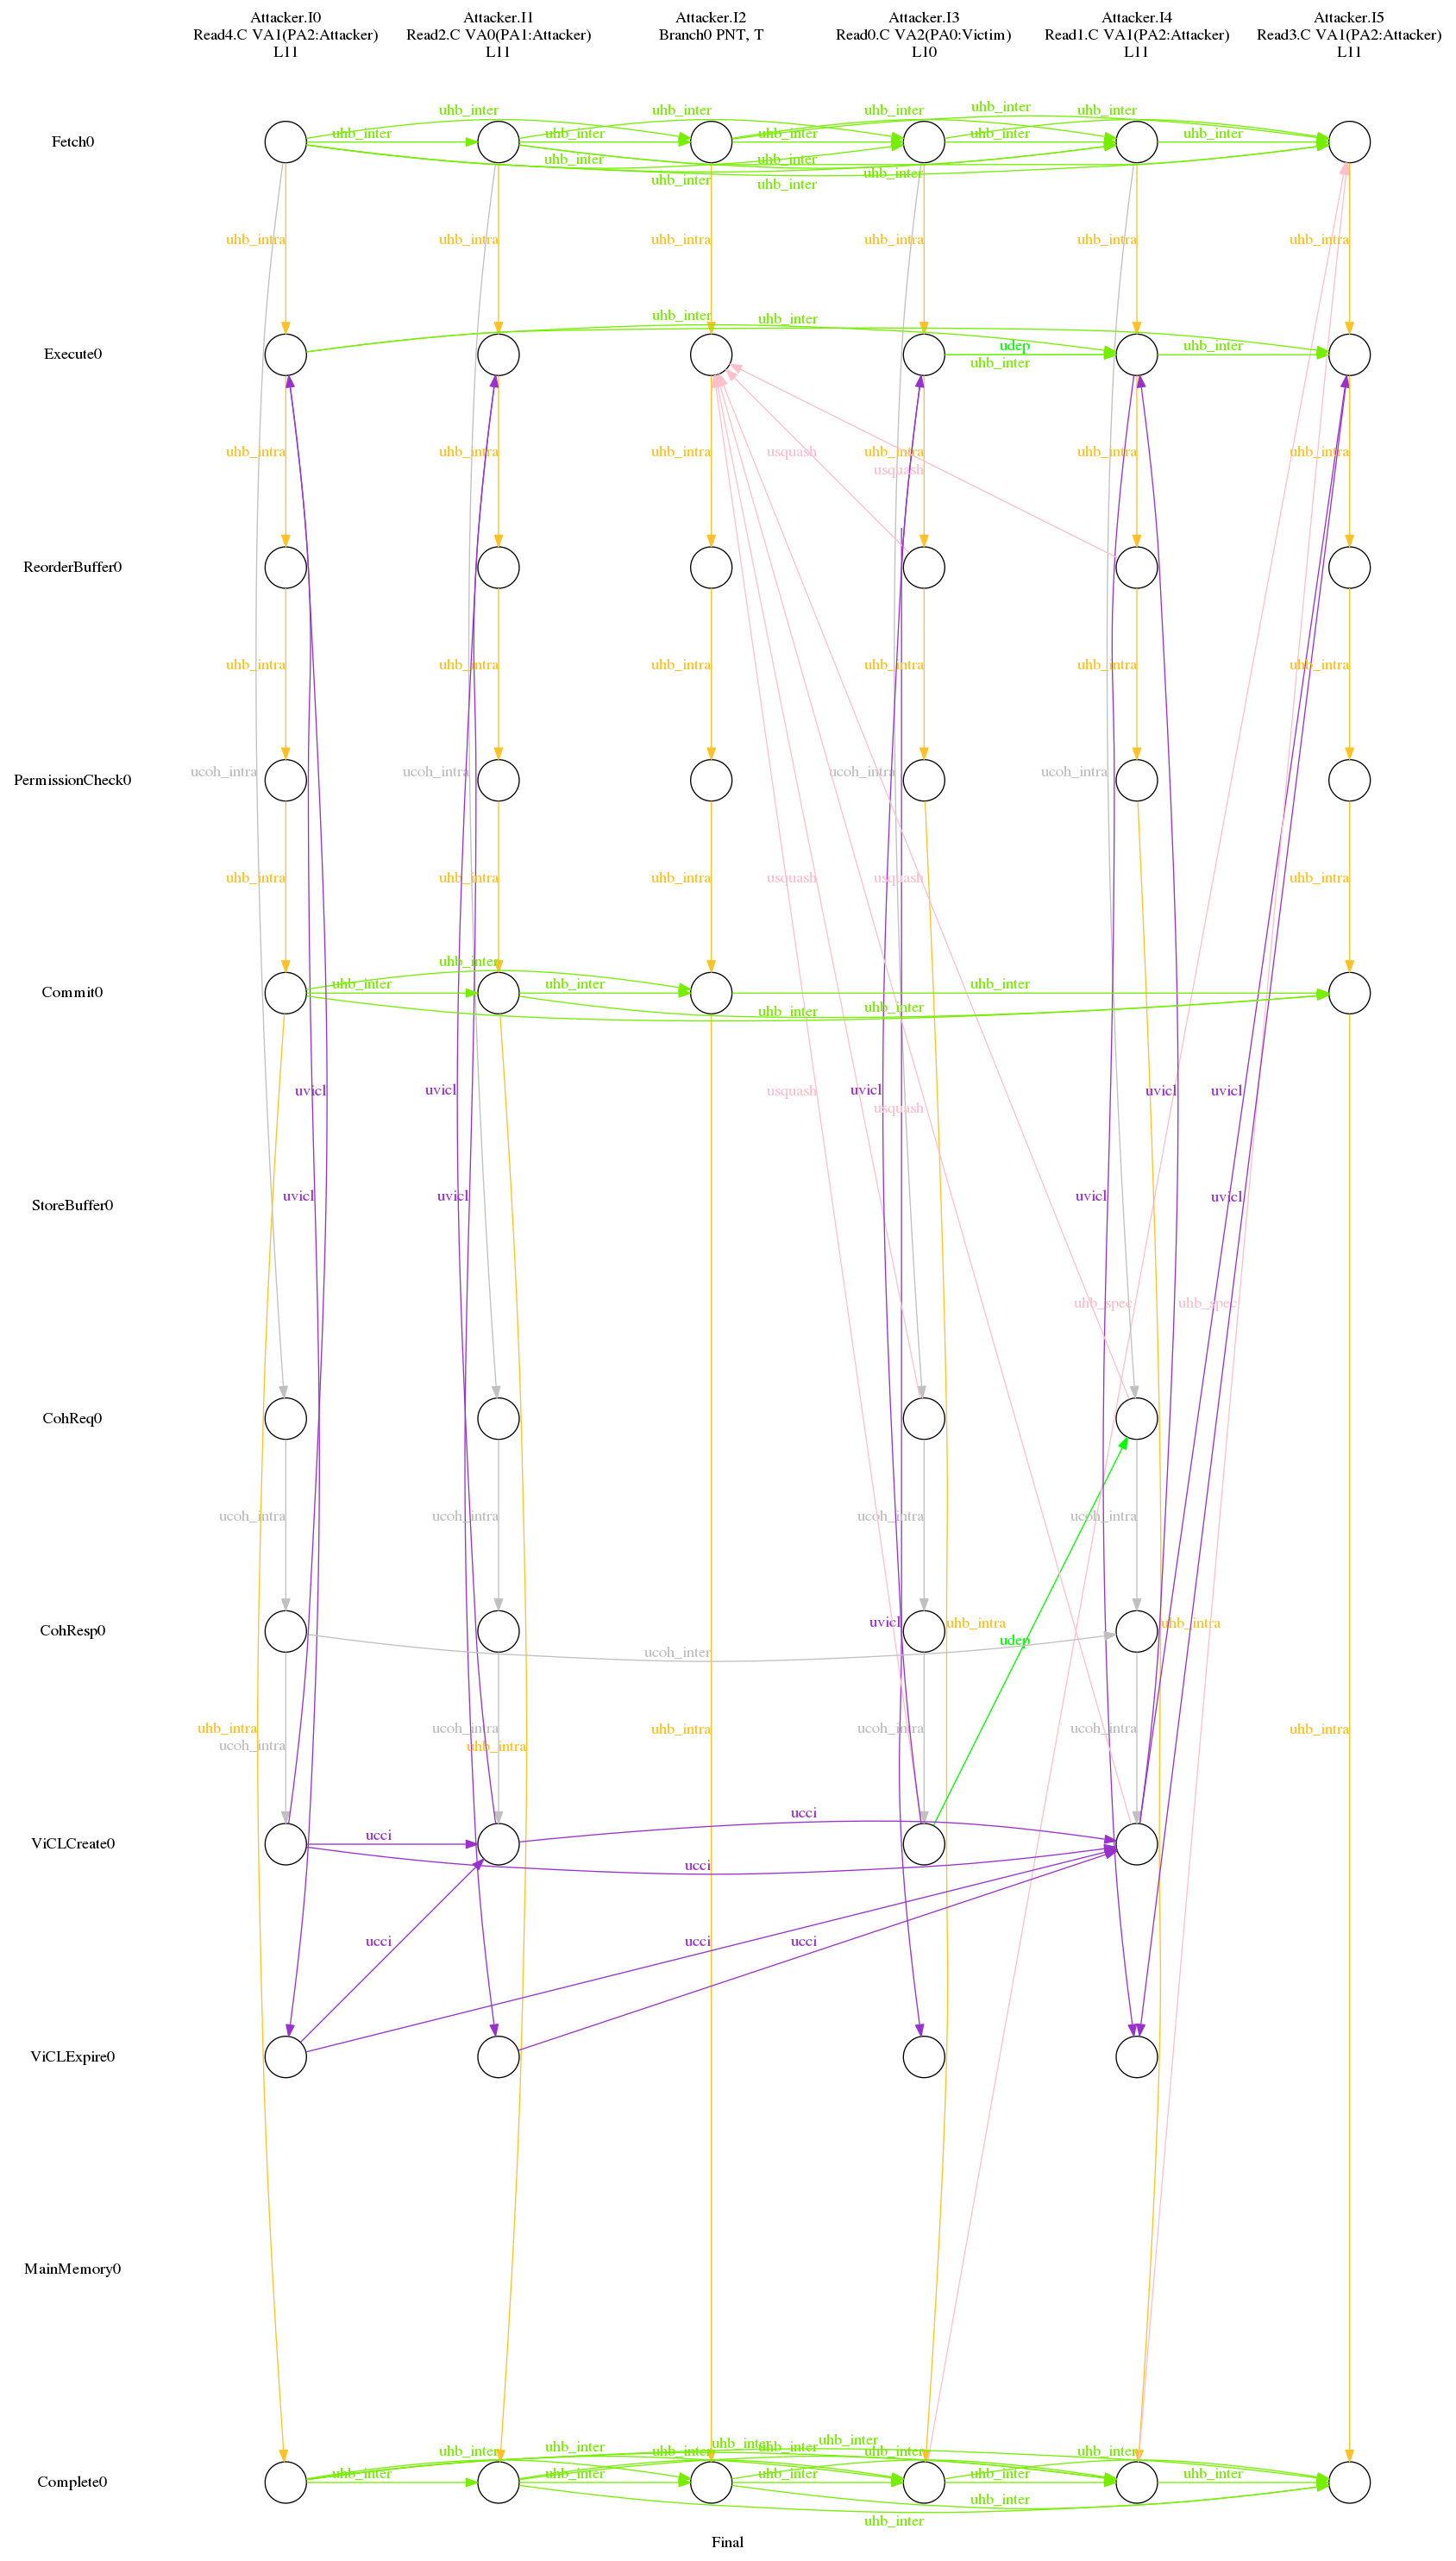 Attacker.I0 Attacker.I1 Attacker.I2 Attacker.I3 Attacker.I4 Attacker.I5
Read4.C VA1(PA2:Attacker) Read2.C VA0(PA1:Attacker) Branch0 PNT, T Read0.C VA2(PA0:Victim) Read1.C VA1(PA2:Attacker) Read3.C VA1(PA2:Attacker)
L11 L11 L10 L11 L11
uhb_inter uhb_inter uhb_inter uhb_inter uhb_inter
Fetch0 uhb_inter uhb_inter uhb_inter uhb_inter uhb_inter
uhb_inter uhb_inter
uhb_inter uhb_inter uhb_inter
uhb_intra uhb_intra uhb_intra uhb_intra uhb_intra uhb_intra
uhb_inter uhb_inter
Execute0 udep uhb_inter
uhb_inter
uhb_intra uhb_intra uhb_intra usquash uhb_intra uhb_intra uhb_intra
usquash
ReorderBuffer0
uhb_intra uhb_intra uhb_intra uhb_intra uhb_intra uhb_intra
PermissionCheck0 ucoh_intra ucoh_intra ucoh_intra ucoh_intra
uhb_intra uhb_intra uhb_intra usquash usquash uhb_intra
uhb_inter
Commit0 uhb_inter uhb_inter uhb_inter
uhb_inter uhb_inter
uvicl uvicl usquash uvicl uvicl uvicl
usquash
StoreBuffer0 uvicl uvicl uvicl uvicl
uhb_spec uhb_spec
CohReq0
ucoh_intra ucoh_intra ucoh_intra ucoh_intra
CohResp0 uvicl uhb_intra uhb_intra
udep
ucoh_inter
uhb_intra ucoh_intra uhb_intra ucoh_intra ucoh_intra uhb_intra
ucoh_intra uhb_intra
ucci
ViCLCreate0 ucci
ucci
ucci ucci ucci
ViCLExpire0
MainMemory0
uhb_inter uhb_inter uhb_inter uhb_inter uhb_inter uhb_inter uhb_inter uhb_inter
Complete0 uhb_inter uhb_inter uhb_inter uhb_inter uhb_inter
uhb_inter
uhb_inter
Final